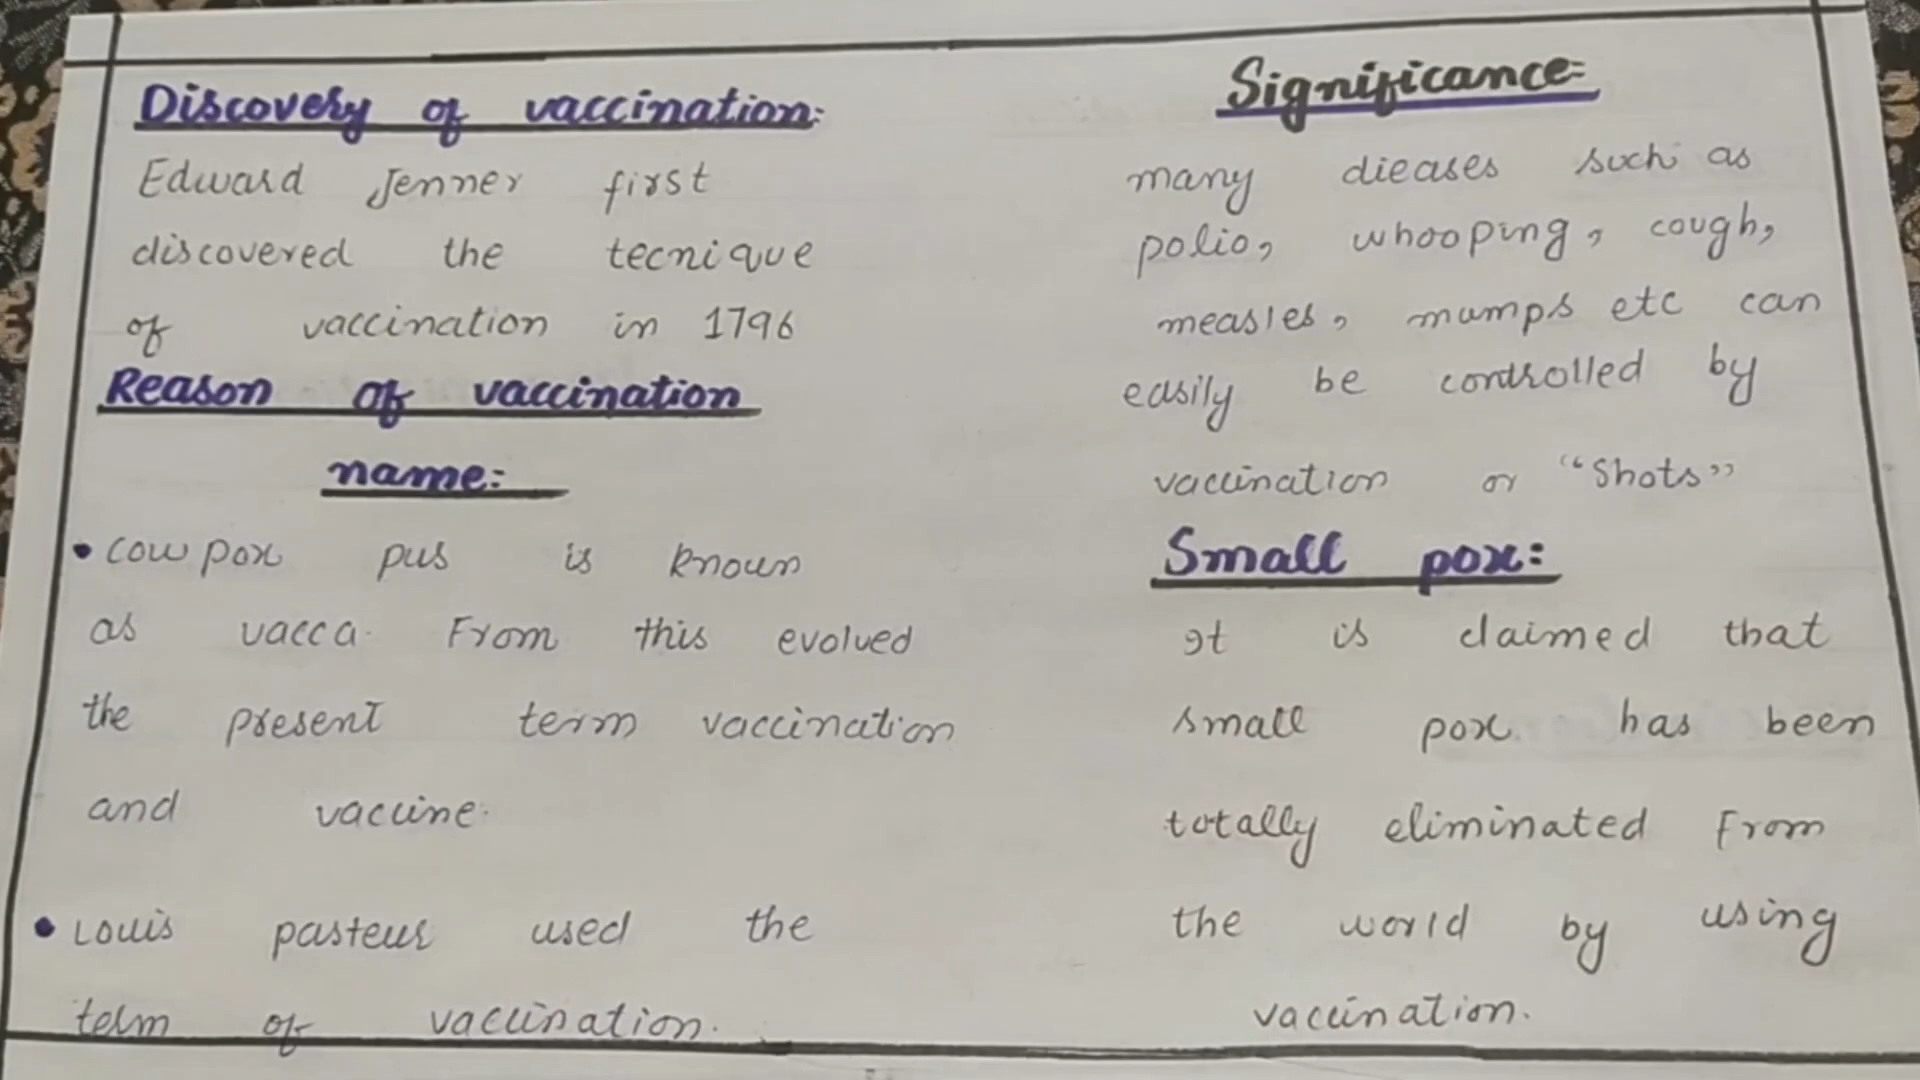 Discovery of vaccination:
Edward Jenner first
discovered the tecnique
of vaccination in 1796
Reason of vaccination
name:
• cow pox pus is known
as vacca. From this evolved
the present term vaccination
and vaccine.
• Louis pasteur used the
term of vaccination.
Significance:
many dieases such as
polio, whooping, cough,
measles, mumps etc can
easily be controlled by
vaccination or "Shots"
Small pox:
It is claimed that
small pox has been
totally eliminated From
the world by using
vaccination.